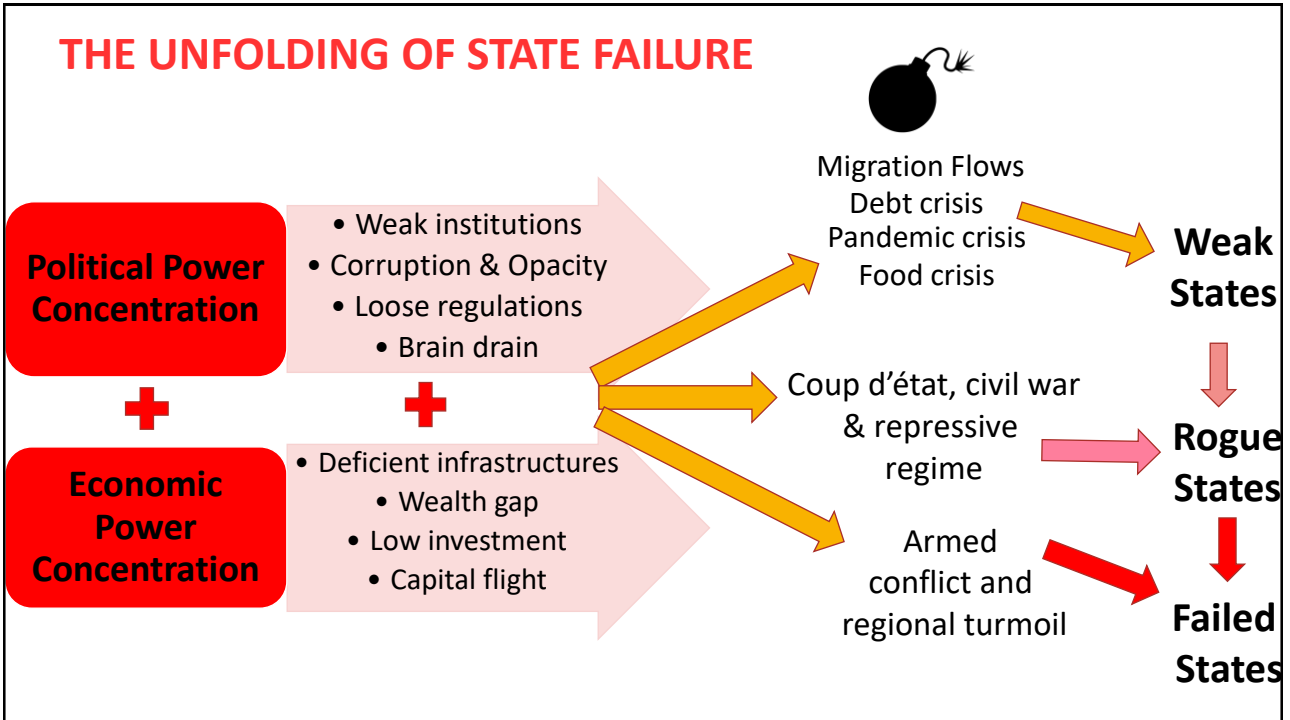 THE UNFOLDING OF STATE FAILURE
Political Power
Concentration
• Weak institutions
• Corruption & Opacity
• Loose regulations
• Brain drain
Economic
Power
Concentration
• Deficient infrastructures
• Wealth gap
• Low investment
• Capital flight
Migration Flows
Debt crisis
Pandemic crisis
Food crisis
Coup d’état, civil war
& repressive
regime
Armed
conflict and
regional turmoil
Weak
States
Rogue
States
Failed
States